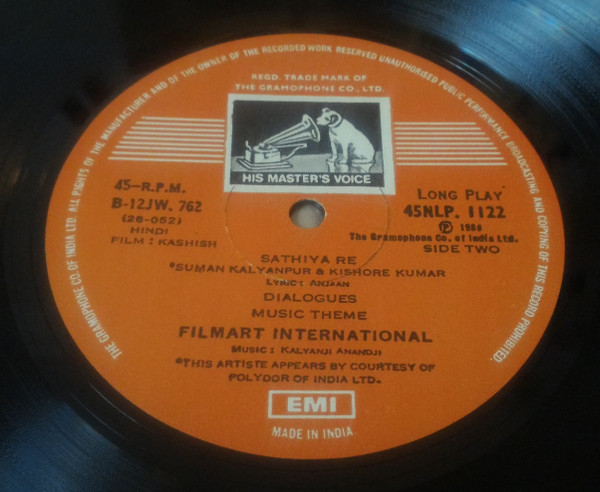 THE GRAMOPHONE CO. OF INDIA LTD. ALL RIGHTS OF THE MANUFACTURER AND OF THE OWNER OF THE RECORDED WORK RESERVED UNAUTHORISED PUBLIC PERFORMANCE BROADCASTING AND COPYING OF THIS RECORD PROHIBITED.
REGD. TRADE MARK OF
THE GRAMOPHONE CO., LTD.
HIS MASTER'S VOICE
45-R.P.M.
B-12JW. 762
(26-052)
HINDI
FILM : KASHISH
LONG PLAY
45NLP. 1122
℗ 1980
The Gramophone Co. of India Ltd.
SIDE TWO
SATHIYA RE
*SUMAN KALYANPUR & KISHORE KUMAR
LYRIC : ANJAAN
DIALOGUES
MUSIC THEME
FILMART INTERNATIONAL
MUSIC : KALYANJI ANANDJI
*THIS ARTISTE APPEARS BY COURTESY OF
POLYDOR OF INDIA LTD.
EMI
MADE IN INDIA